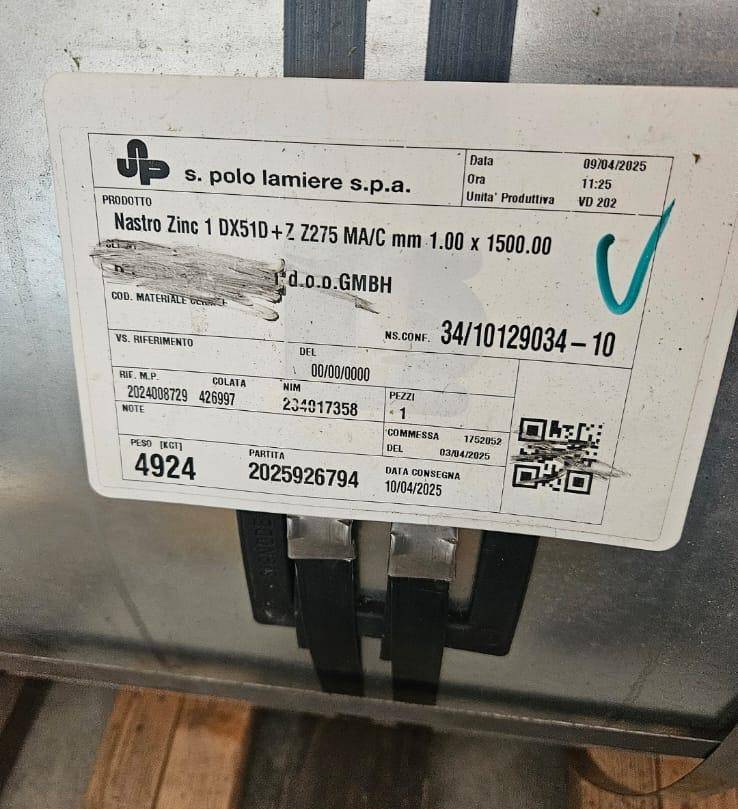 s. polo lamiere s.p.a.
Data 09/04/2025
Ora 11:25
Unita' Produttiva VD 202
PRODOTTO
Nastro Zinc 1 DX51D+Z Z275 MA/C mm 1.00 x 1500.00
d.o.o.GMBH
COD. MATERIALE
NS.CONF. 34/10129034-10
VS. RIFERIMENTO
DEL
00/00/0000
RIF. M.P. COLATA NIM PEZZI
2024008729 426997 234917358 1
NOTE
COMMESSA 1752052
DEL 03/04/2025
PESO [KGT] PARTITA DATA CONSEGNA
4924 2025926794 10/04/2025